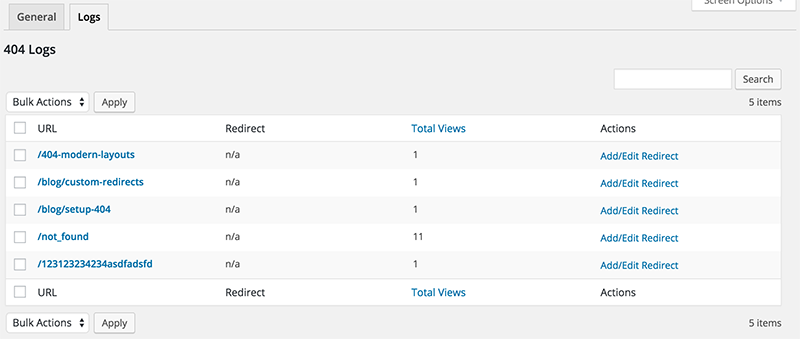 Screen Options
General Logs
404 Logs
Search
Bulk Actions Apply 5 items
URL Redirect Total Views Actions
/404-modern-layouts n/a 1 Add/Edit Redirect
/blog/custom-redirects n/a 1 Add/Edit Redirect
/blog/setup-404 n/a 1 Add/Edit Redirect
/not_found n/a 11 Add/Edit Redirect
/123123234234asdfadsfd n/a 1 Add/Edit Redirect
URL Redirect Total Views Actions
Bulk Actions Apply 5 items